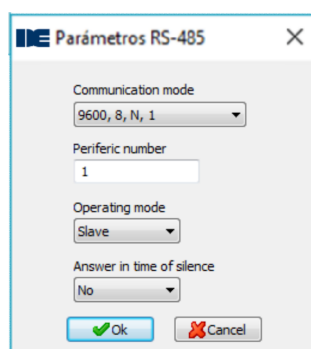 Parámetros RS-485
Communication mode
9600, 8, N, 1
Periferic number
1
Operating mode
Slave
Answer in time of silence
No
Ok Cancel